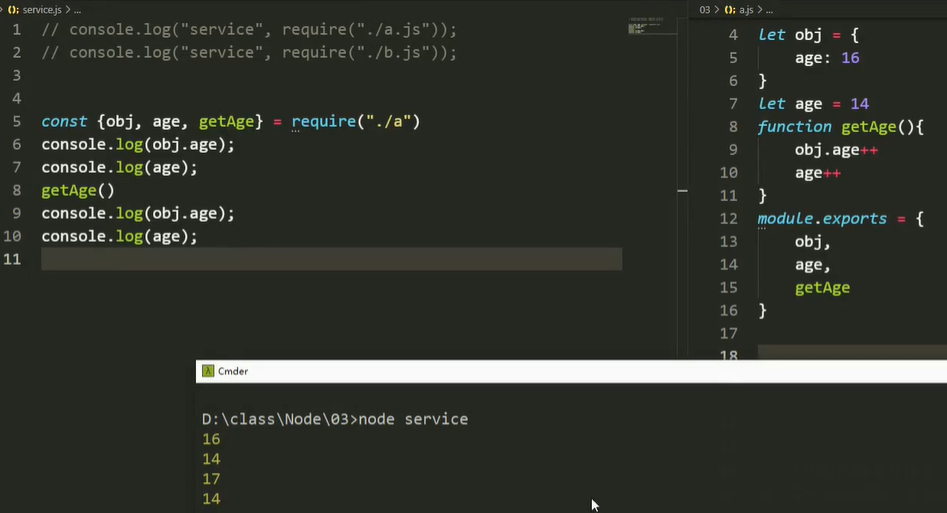 service.js > ...
1 // console.log("service", require("./a.js"));
2 // console.log("service", require("./b.js"));
3
4
5 const {obj, age, getAge} = require("./a")
6 console.log(obj.age);
7 console.log(age);
8 getAge()
9 console.log(obj.age);
10 console.log(age);
11
03 > a.js > ...
4 let obj = {
5 age: 16
6 }
7 let age = 14
8 function getAge(){
9 obj.age++
10 age++
11 }
12 module.exports = {
13 obj,
14 age,
15 getAge
16 }
17
18
Cmder
D:\class\Node\03>node service
16
14
17
14